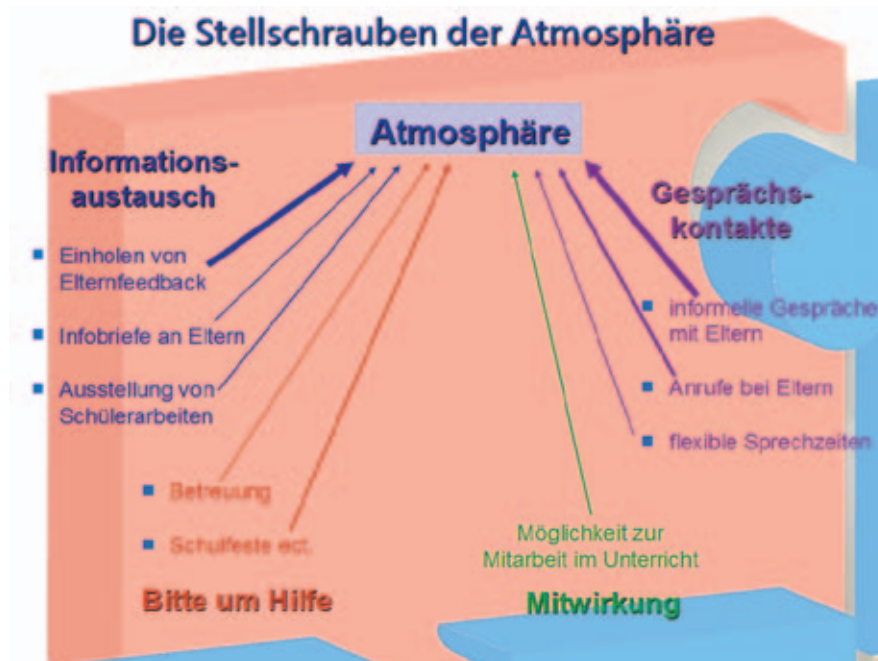 Die Stellschrauben der Atmosphäre
Atmosphäre
Informations-
austausch
Einholen von
Elternfeedback
Infobriefe an Eltern
Ausstellung von
Schülerarbeiten
Gesprächs-
kontakte
informelle Gespräche
mit Eltern
Anrufe bei Eltern
flexible Sprechzeiten
Betreuung
Schulfeste ect.
Bitte um Hilfe
Möglichkeit zur
Mitarbeit im Unterricht
Mitwirkung